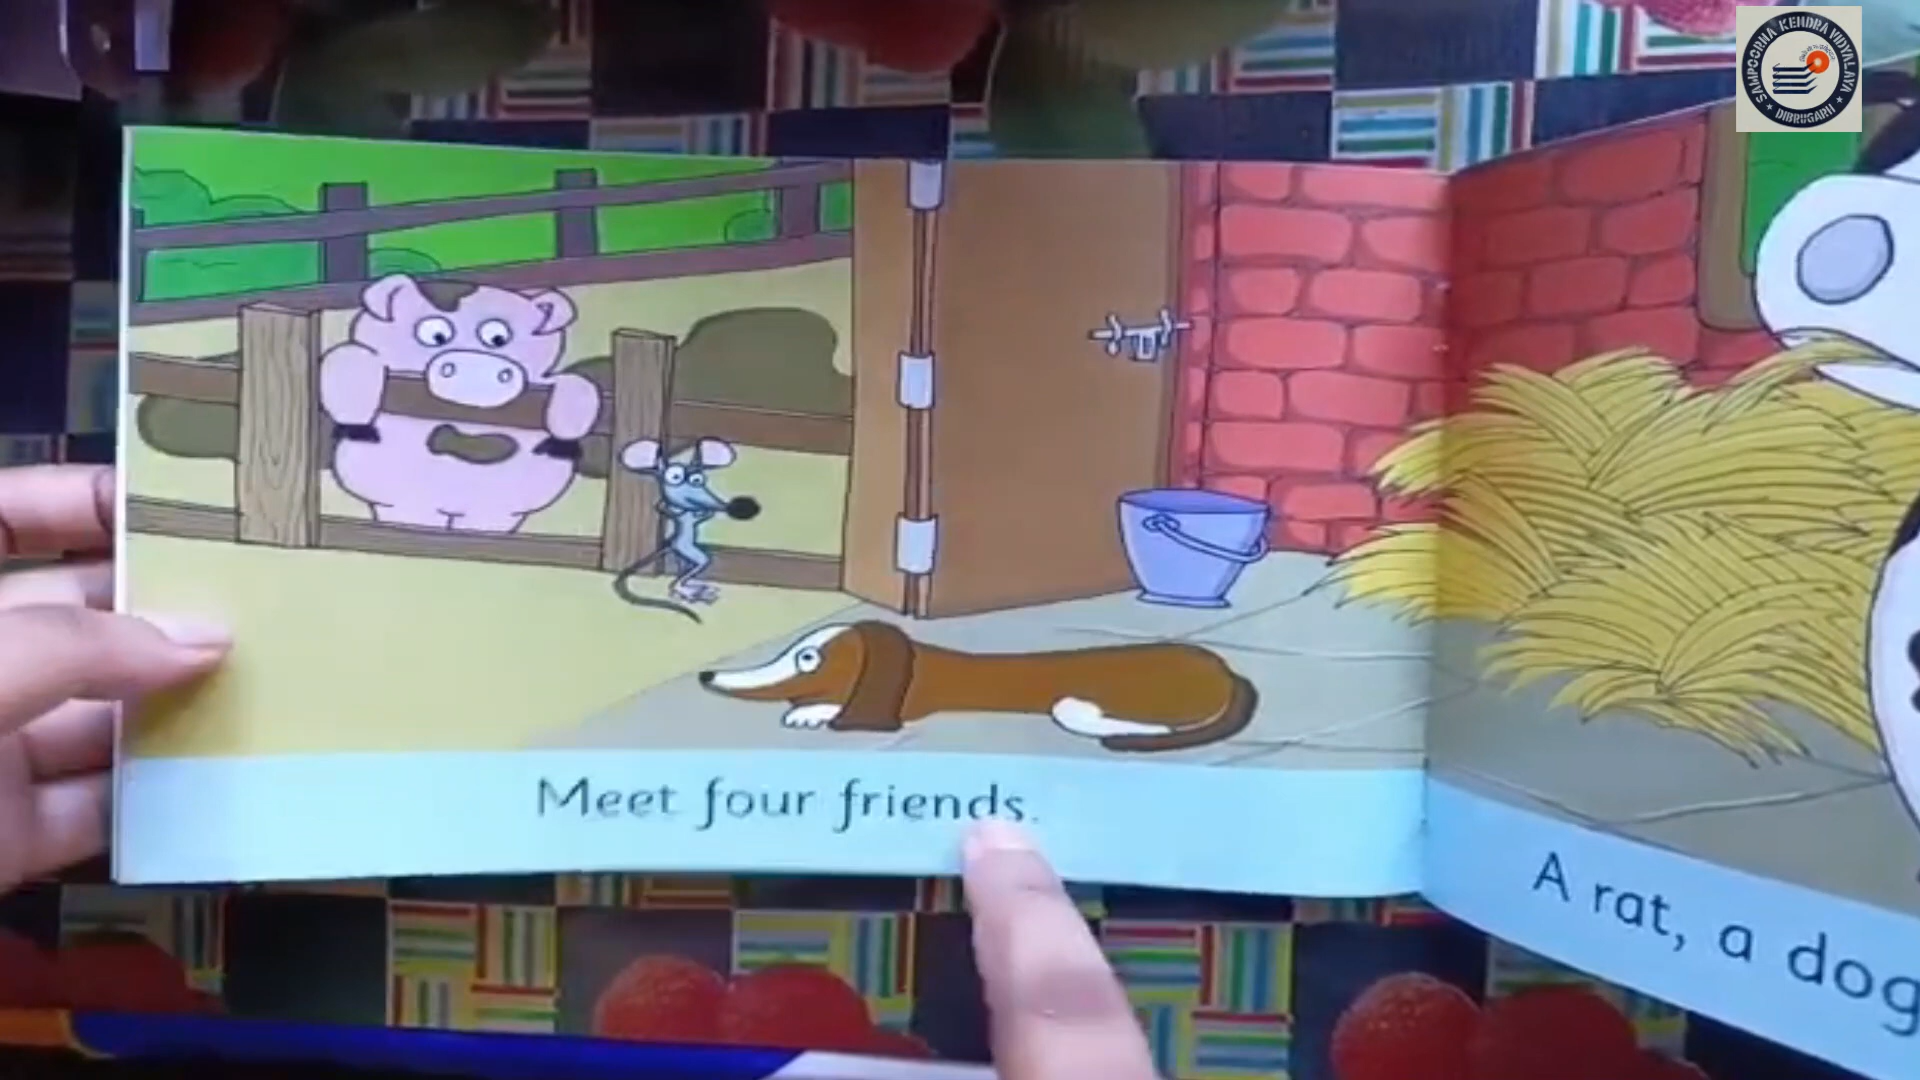 SAMPOORNA KENDRA VIDYALAYA
DIBRUGARH
Meet four friends.
A rat, a dog